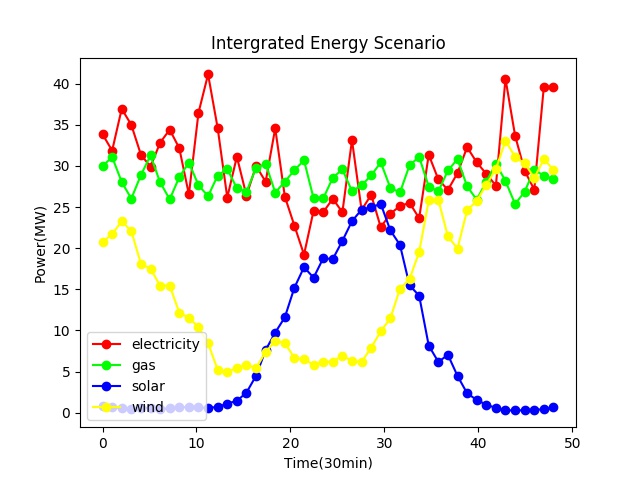 Intergrated Energy Scenario
Power(MW)
40
35
30
25
20
15
10
5
0
electricity
gas
solar
wind
0 10 20 30 40 50
Time(30min)